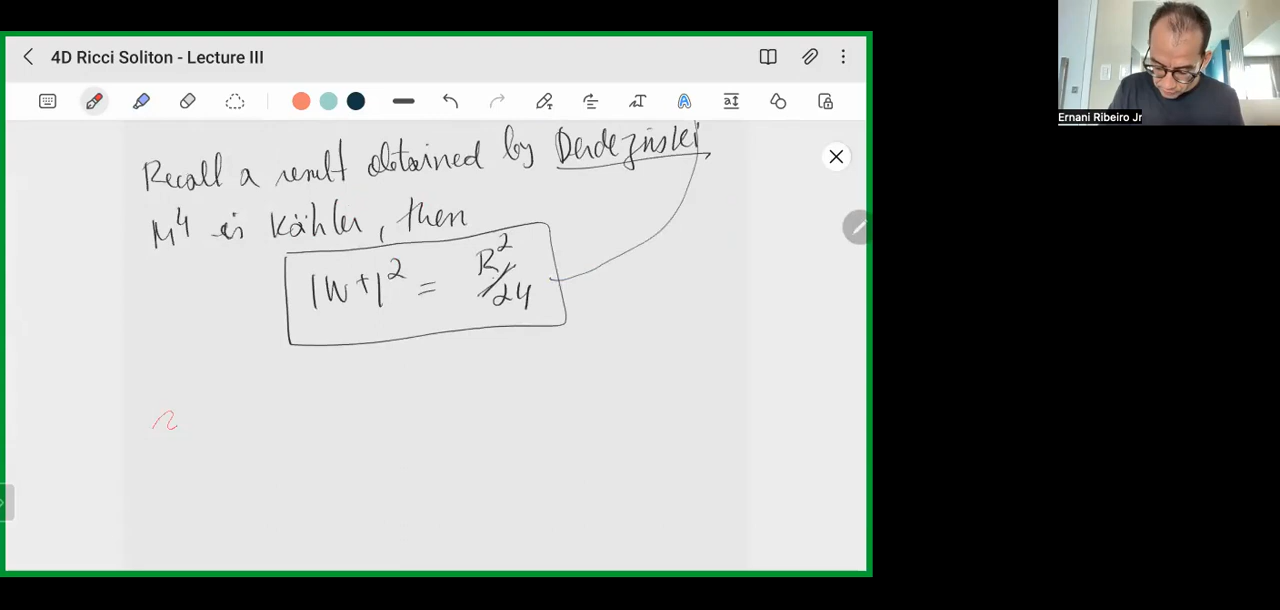 4D Ricci Soliton - Lecture III
Ernani Ribeiro Jr
Recall a result obtained by Derdezinski
M⁴ is Kähler, then
|W+|² = R²/24